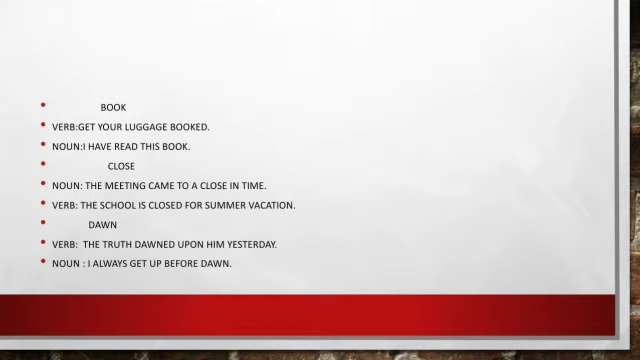 BOOK
VERB:GET YOUR LUGGAGE BOOKED.
NOUN:I HAVE READ THIS BOOK.
CLOSE
NOUN: THE MEETING CAME TO A CLOSE IN TIME.
VERB: THE SCHOOL IS CLOSED FOR SUMMER VACATION.
DAWN
VERB:  THE TRUTH DAWNED UPON HIM YESTERDAY.
NOUN : I ALWAYS GET UP BEFORE DAWN.